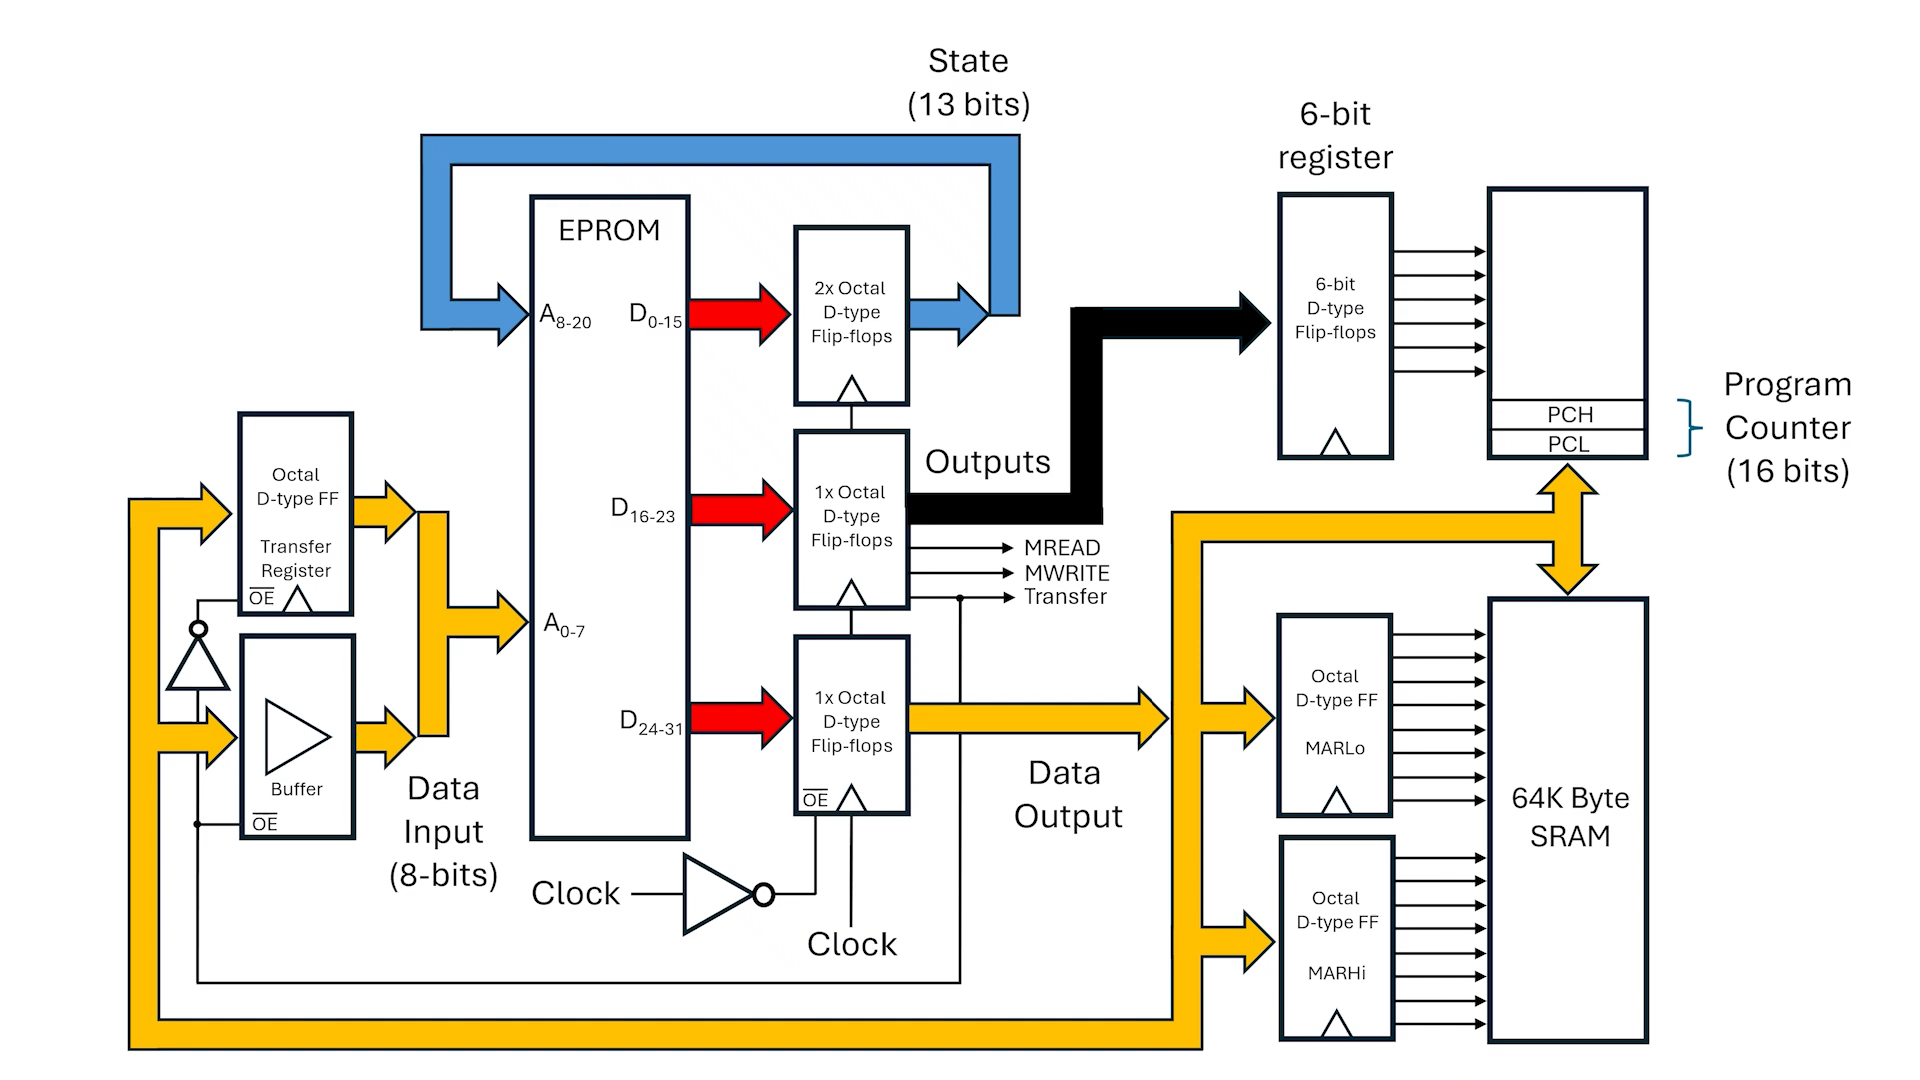 State
(13 bits)
6-bit
register
EPROM
A8-20
D0-15
2x Octal
D-type
Flip-flops
6-bit
D-type
Flip-flops
PCH
PCL
Program
Counter
(16 bits)
Octal
D-type FF
Transfer
Register
OE
D16-23
1x Octal
D-type
Flip-flops
Outputs
MREAD
MWRITE
Transfer
A0-7
Buffer
OE
Data
Input
(8-bits)
D24-31
1x Octal
D-type
Flip-flops
OE
Data
Output
Clock
Clock
Octal
D-type FF
MARLo
Octal
D-type FF
MARHi
64K Byte
SRAM